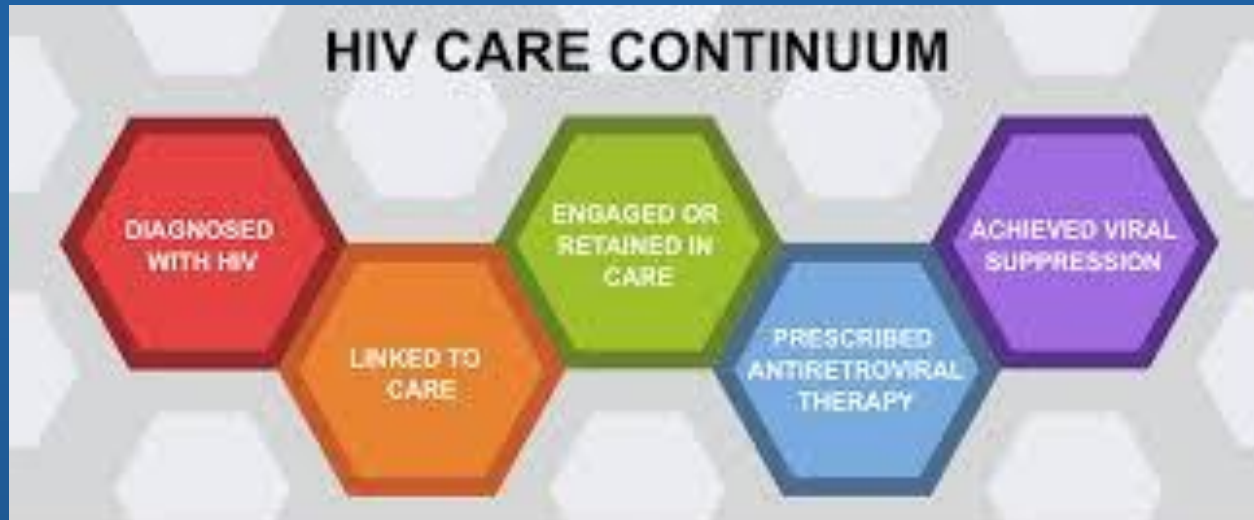 HIV CARE CONTINUUM
DIAGNOSED
WITH HIV
LINKED TO
CARE
ENGAGED OR
RETAINED IN
CARE
PRESCRIBED
ANTIRETROVIRAL
THERAPY
ACHIEVED VIRAL
SUPPRESSION